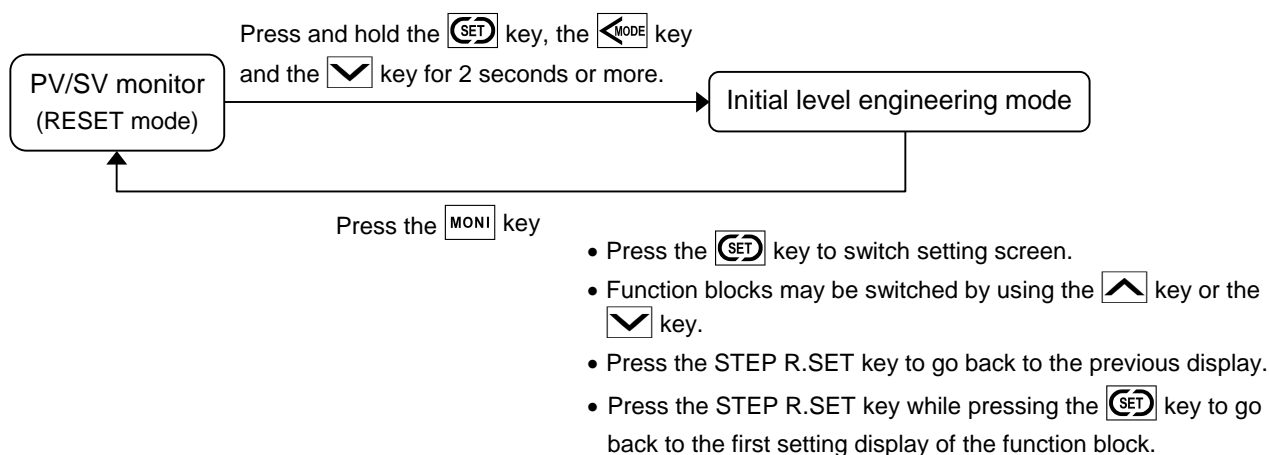 Press and hold the SET key, the <MODE key
and the key for 2 seconds or more.
PV/SV monitor
(RESET mode)
Initial level engineering mode
Press the MONI key
• Press the SET key to switch setting screen.
• Function blocks may be switched by using the key or the
key.
• Press the STEP R.SET key to go back to the previous display.
• Press the STEP R.SET key while pressing the SET key to go
back to the first setting display of the function block.